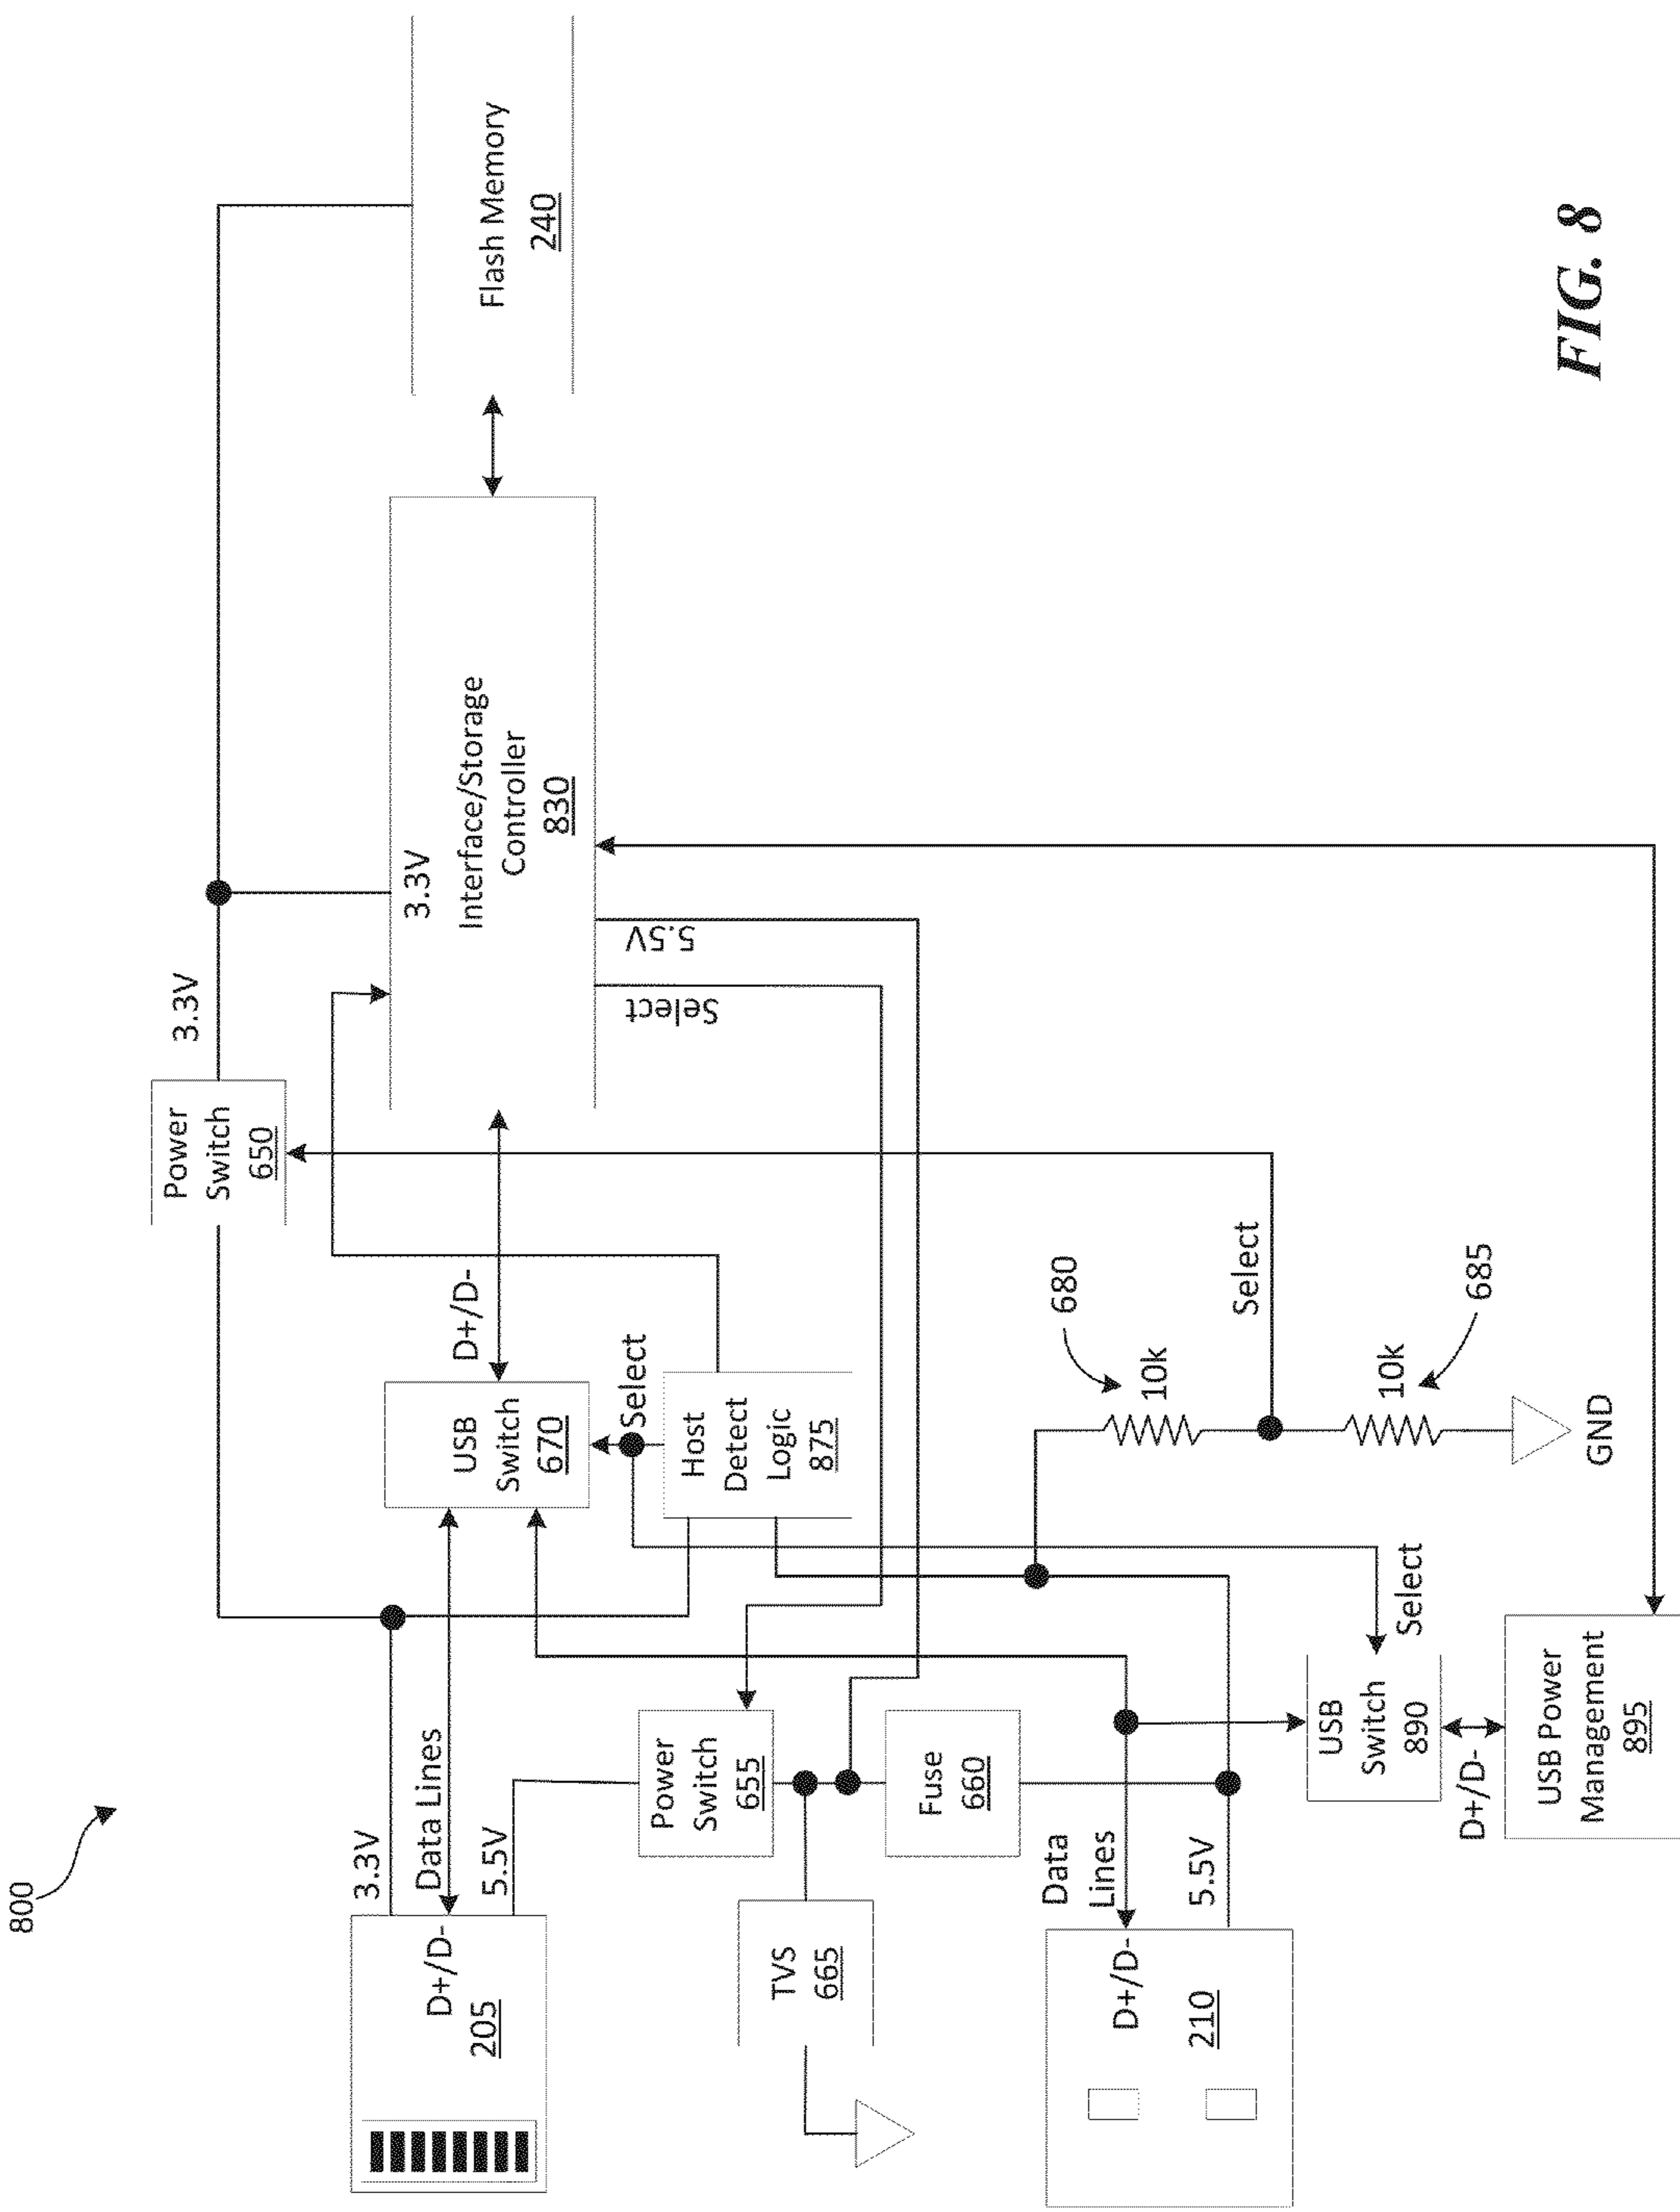 800
3.3V
D+/D-
205
Data Lines
5.5V
3.3V
Power
Switch
650
3.3V
Flash Memory
240
3.3V
Interface/Storage
Controller
830
Select
5.5V
D+/D-
USB
Switch
670
Select
Host
Detect
Logic
875
Power
Switch
655
TVS
665
Fuse
660
Data
Lines
D+/D-
210
5.5V
680
10k
Select
10k
685
GND
Select
USB
Switch
890
D+/D-
USB Power
Management
895
FIG. 8